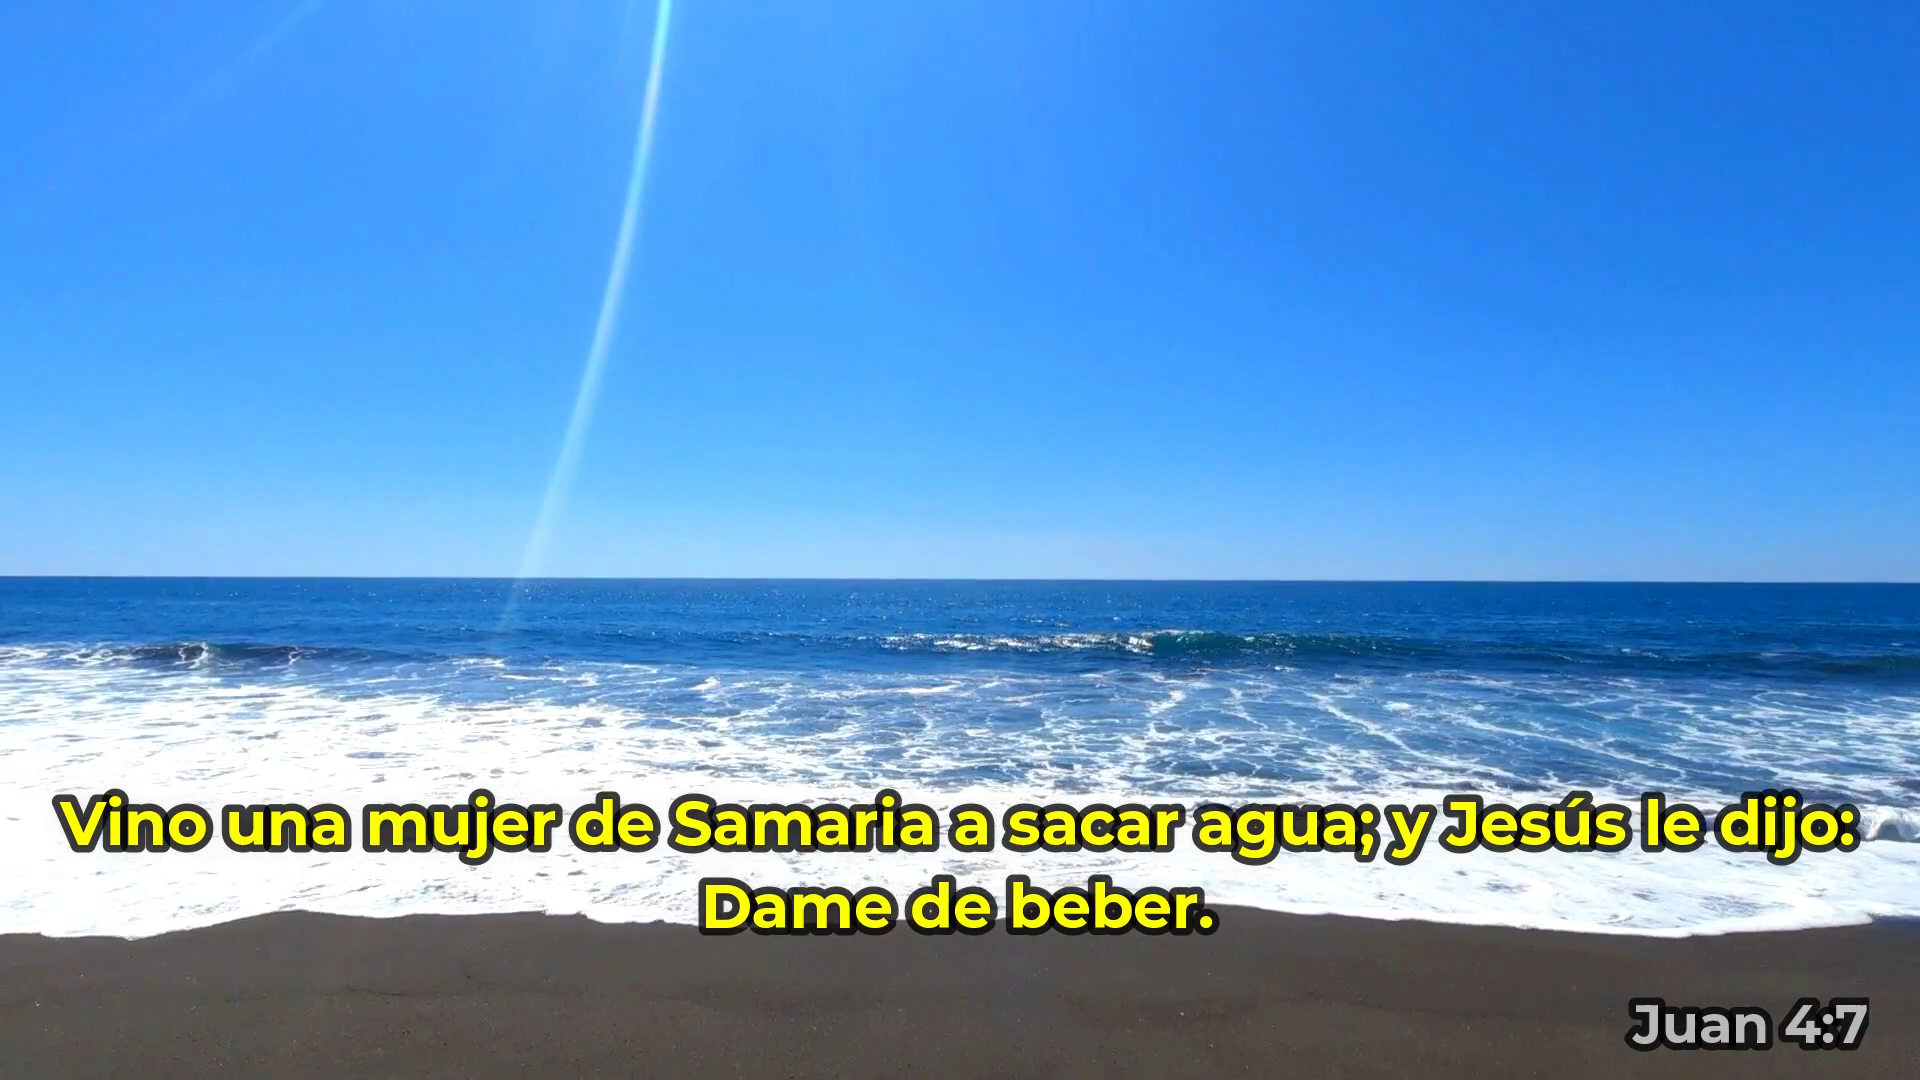 Vino una mujer de Samaria a sacar agua; y Jesús le dijo:
Dame de beber.
Juan 4:7